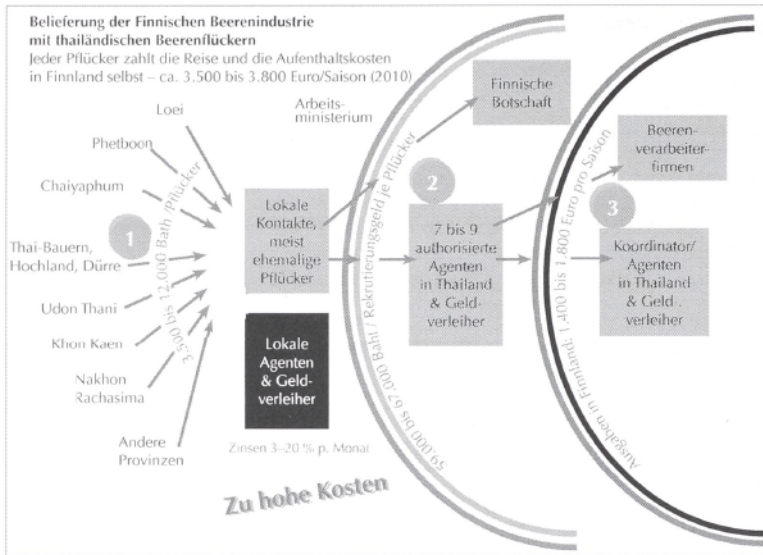 Belieferung der Finnischen Beerenindustrie
mit thailändischen Beerenflückern
Jeder Pflücker zahlt die Reise und die Aufenthaltskosten
in Finnland selbst – ca. 3.500 bis 3.800 Euro/Saison (2010)
Loei
Phetboon
Chaiyaphum
1
Thai-Bauern,
Hochland, Dürre
Udon Thani
Khon Kaen
Nakhon
Rachasima
Andere
Provinzen
3.500 bis 12.000 Bath /Pflücker
Lokale
Kontakte,
meist
ehemalige
Pflücker
Lokale
Agenten
& Geld-
verleiher
Zinsen 3–20 % p. Monat
Zu hohe Kosten
Arbeits-
ministerium
59.000 bis 67.000 Baht / Rekrutierungsgeld je Pflücker
Finnische
Botschaft
2
7 bis 9
authorisierte
Agenten
in Thailand
& Geld-
verleiher
Ausgaben in Finnland: 1.400 bis 1.800 Euro pro Saison
Beeren-
verarbeiter-
firmen
3
Koordinator/
Agenten
in Thailand
& Geld-.
verleiher